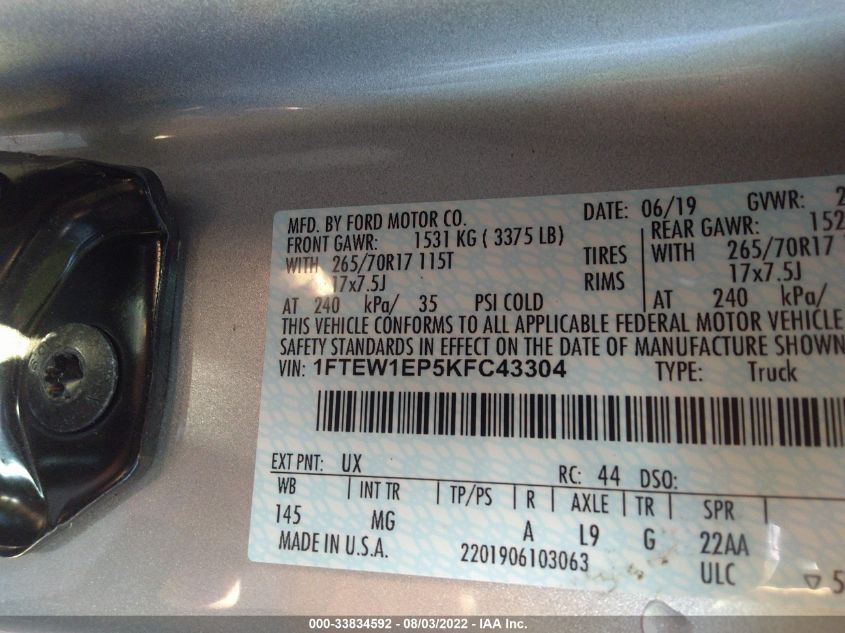 MFD. BY FORD MOTOR CO. DATE: 06/19 GVWR: 2
FRONT GAWR: 1531 KG ( 3375 LB) REAR GAWR: 152
WITH 265/70R17 115T TIRES WITH 265/70R17
17x7.5J RIMS 17x7.5J
AT 240 kPa/ 35 PSI COLD AT 240 kPa/
THIS VEHICLE CONFORMS TO ALL APPLICABLE FEDERAL MOTOR VEHICLE
SAFETY STANDARDS IN EFFECT ON THE DATE OF MANUFACTURE SHOWN
VIN: 1FTEW1EP5KFC43304 TYPE: Truck
EXT PNT: UX RC: 44 DSO:
WB INT TR TP/PS R AXLE TR SPR
145 MG A L9 G 22AA
MADE IN U.S.A. 2201906103063 ULC ▽ 5
000-33834592 - 08/03/2022 - IAA Inc.